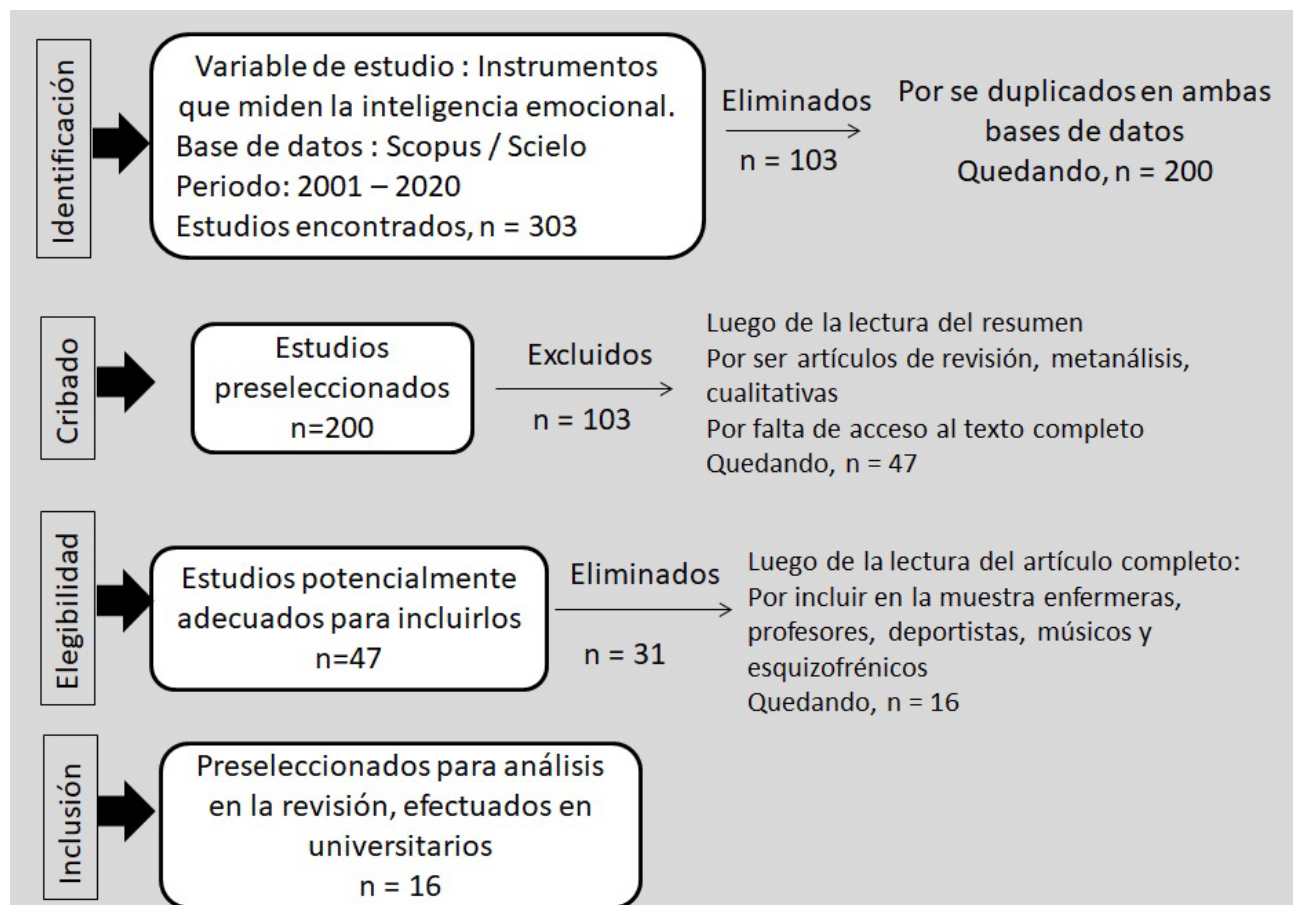 Identificación
Variable de estudio : Instrumentos
que miden la inteligencia emocional.
Base de datos : Scopus / Scielo
Periodo: 2001 – 2020
Estudios encontrados, n = 303
Eliminados
n = 103
Por se duplicados en ambas
bases de datos
Quedando, n = 200
Cribado
Estudios
preseleccionados
n=200
Excluidos
n = 103
Luego de la lectura del resumen
Por ser artículos de revisión, metanálisis,
cualitativas
Por falta de acceso al texto completo
Quedando, n = 47
Elegibilidad
Estudios potencialmente
adecuados para incluirlos
n=47
Eliminados
n = 31
Luego de la lectura del artículo completo:
Por incluir en la muestra enfermeras,
profesores, deportistas, músicos y
esquizofrénicos
Quedando, n = 16
Inclusión
Preseleccionados para análisis
en la revisión, efectuados en
universitarios
n = 16